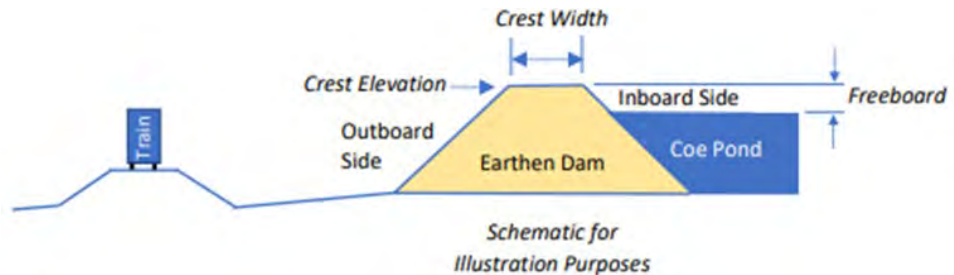 Crest Width
Crest Elevation
Inboard Side
Freeboard
Train
Outboard
Side
Earthen Dam
Coe Pond
Schematic for
Illustration Purposes